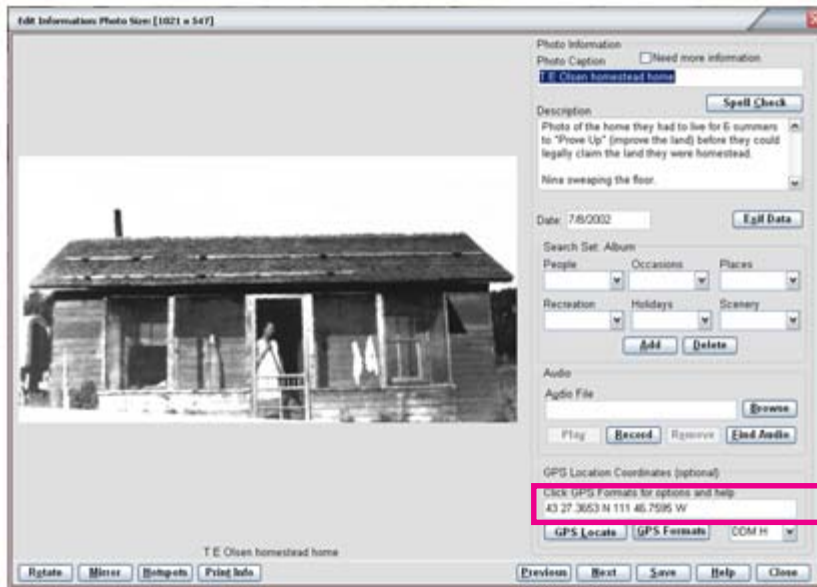 Edit Information: Photo Size: [1021 x 547]
Photo Information
Photo Caption
Need more information
T E Olsen homestead home
Spell Check
Description
Photo of the home they had to live for 6 summers
to "Prove Up" (improve the land) before they could
legally claim the land they were homestead.
Nina sweeping the floor.
Date: 7/8/2002
Exif Data
Search Set: Album
People Occasions Places
Recreation Holidays Scenery
Add Delete
Audio
Audio File
Browse
Play Record Remove Find Audio
GPS Location Coordinates (optional)
Click GPS Formats for options and help
43 27.3653 N 111 46.7595 W
GPS Locate GPS Formats COM H
T E Olsen homestead home
Rotate Mirror Hotspots Print Info Previous Next Save Help Close